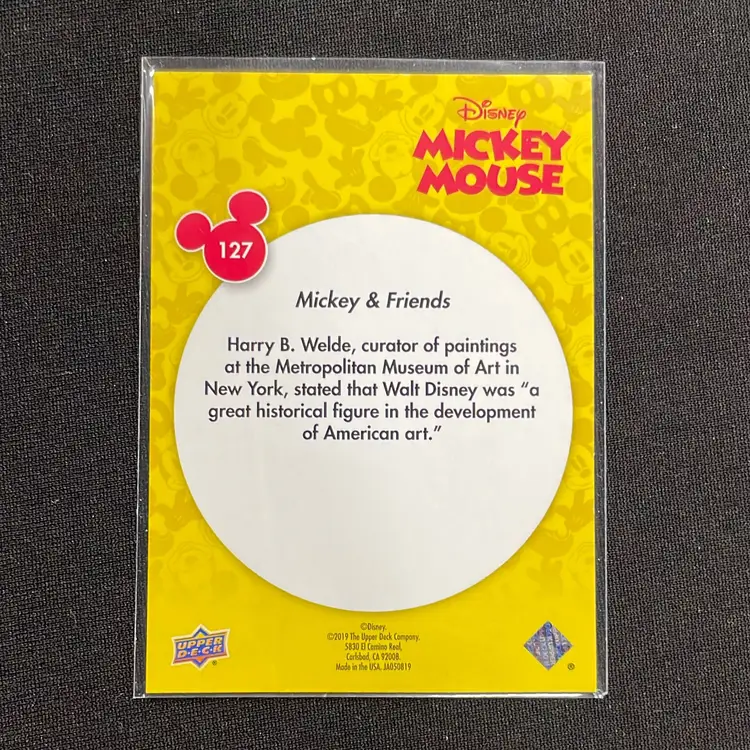 Disney
MICKEY
MOUSE
127
Mickey & Friends
Harry B. Welde, curator of paintings
at the Metropolitan Museum of Art in
New York, stated that Walt Disney was “a
great historical figure in the development
of American art.”
©Disney.
©2019 The Upper Deck Company.
5830 El Camino Real,
Carlsbad, CA 92008.
Made in the USA. JA050819
UPPER
D·E·C·K
®
®